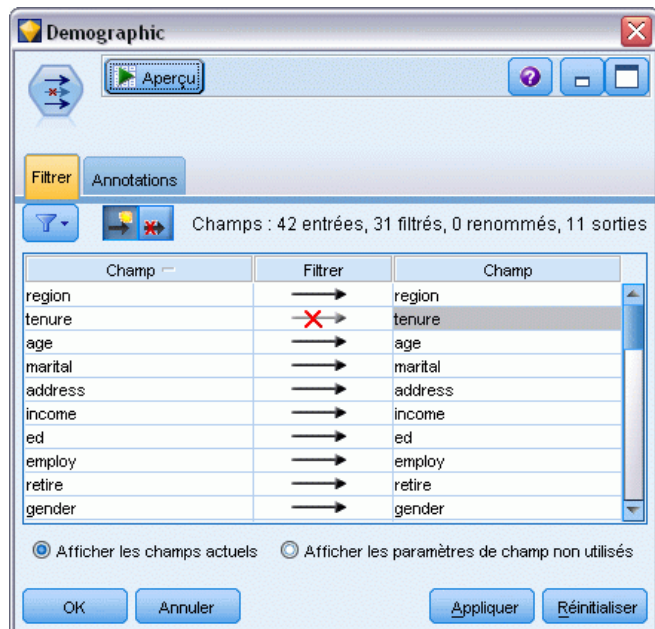 Demographic
Aperçu
Filtrer Annotations
Champs : 42 entrées, 31 filtrés, 0 renommés, 11 sorties
Champ Filtrer Champ
region region
tenure tenure
age age
marital marital
address address
income income
ed ed
employ employ
retire retire
gender gender
Afficher les champs actuels Afficher les paramètres de champ non utilisés
OK Annuler Appliquer Réinitialiser